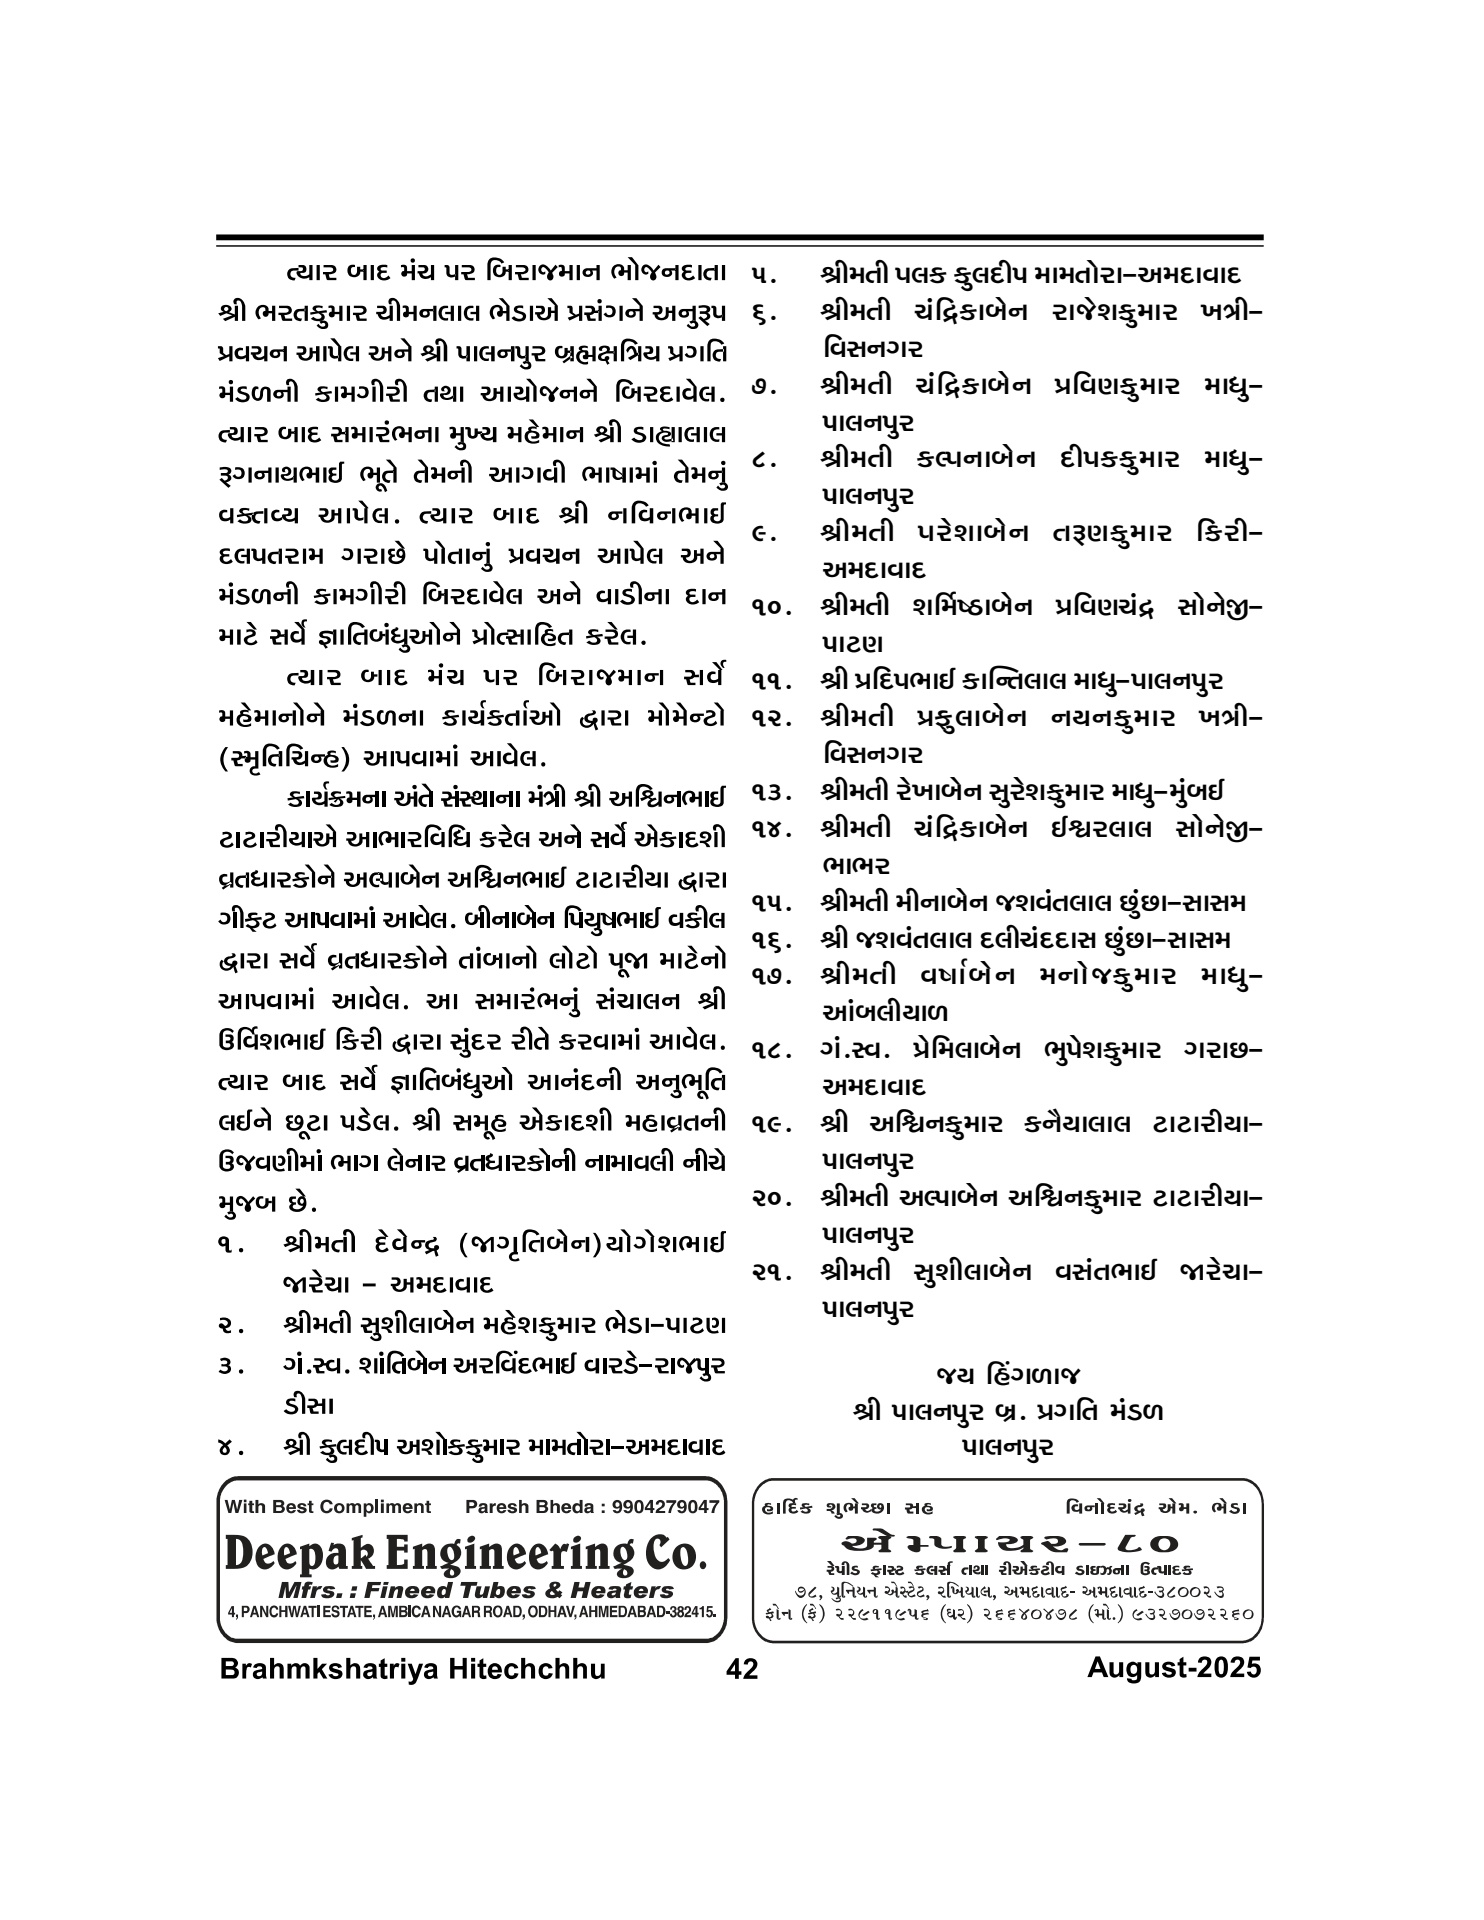 ત્યાર બાદ મંચ પર બિરાજમાન ભોજનદાતા
શ્રી ભરતકુમાર ચીમનલાલ ભેડાએ પ્રસંગને અનુરૂપ
પ્રવચન આપેલ અને શ્રી પાલનપુર બ્રહ્મક્ષત્રિય પ્રગતિ
મંડળની કામગીરી તથા આયોજનને બિરદાવેલ.
ત્યાર બાદ સમારંભના મુખ્ય મહેમાન શ્રી ડાહ્યાલાલ
રૂગનાથભાઈ ભૂતે તેમની આગવી ભાષામાં તેમનું
વક્તવ્ય આપેલ. ત્યાર બાદ શ્રી નવિનભાઈ
દલપતરામ ગરાછે પોતાનું પ્રવચન આપેલ અને
મંડળની કામગીરી બિરદાવેલ અને વાડીના દાન
માટે સર્વે જ્ઞાતિબંધુઓને પ્રોત્સાહિત કરેલ.
ત્યાર બાદ મંચ પર બિરાજમાન સર્વે
મહેમાનોને મંડળના કાર્યકર્તાઓ દ્વારા મોમેન્ટો
(સ્મૃતિચિન્હ) આપવામાં આવેલ.
કાર્યક્રમના અંતે સંસ્થાના મંત્રી શ્રી અશ્વિનભાઈ
ટાટારીયાએ આભારવિધિ કરેલ અને સર્વે એકાદશી
વ્રતધારકોને અલ્પાબેન અશ્વિનભાઈ ટાટારીયા દ્વારા
ગીફટ આપવામાં આવેલ. બીનાબેન પિયુષભાઈ વકીલ
દ્વારા સર્વે વ્રતધારકોને તાંબાનો લોટો પૂજા માટેનો
આપવામાં આવેલ. આ સમારંભનું સંચાલન શ્રી
ઉર્વિશભાઈ કિરી દ્વારા સુંદર રીતે કરવામાં આવેલ.
ત્યાર બાદ સર્વે જ્ઞાતિબંધુઓ આનંદની અનુભૂતિ
લઈને છૂટા પડેલ. શ્રી સમૂહ એકાદશી મહાવ્રતની
ઉજવણીમાં ભાગ લેનાર વ્રતધારકોની નામાવલી નીચે
મુજબ છે.
૧. શ્રીમતી દેવેન્દ્ર (જાગૃતિબેન)યોગેશભાઈ
જારેચા – અમદાવાદ
૨. શ્રીમતી સુશીલાબેન મહેશકુમાર ભેડા–પાટણ
૩. ગં.સ્વ. શાંતિબેન અરવિંદભાઈ વારડે–રાજપુર
ડીસા
૪. શ્રી કુલદીપ અશોકકુમાર મામતોરા–અમદાવાદ
૫. શ્રીમતી પલક કુલદીપ મામતોરા–અમદાવાદ
૬. શ્રીમતી ચંદ્રિકાબેન રાજેશકુમાર ખત્રી–
વિસનગર
૭. શ્રીમતી ચંદ્રિકાબેન પ્રવિણકુમાર માધુ–
પાલનપુર
૮. શ્રીમતી કલ્પનાબેન દીપકકુમાર માધુ–
પાલનપુર
૯. શ્રીમતી પરેશાબેન તરૂણકુમાર કિરી–
અમદાવાદ
૧૦. શ્રીમતી શર્મિષ્ઠાબેન પ્રવિણચંદ્ર સોનેજી–
પાટણ
૧૧. શ્રી પ્રદિપભાઈ કાન્તિલાલ માધુ–પાલનપુર
૧૨. શ્રીમતી પ્રફુલાબેન નયનકુમાર ખત્રી–
વિસનગર
૧૩. શ્રીમતી રેખાબેન સુરેશકુમાર માધુ–મુંબઈ
૧૪. શ્રીમતી ચંદ્રિકાબેન ઈશ્વરલાલ સોનેજી–
ભાભર
૧૫. શ્રીમતી મીનાબેન જશવંતલાલ છુંછા–સાસમ
૧૬. શ્રી જશવંતલાલ દલીચંદદાસ છુંછા–સાસમ
૧૭. શ્રીમતી વર્ષાબેન મનોજકુમાર માધુ–
આંબલીયાળ
૧૮. ગં.સ્વ. પ્રેમિલાબેન ભુપેશકુમાર ગરાછ–
અમદાવાદ
૧૯. શ્રી અશ્વિનકુમાર કનૈયાલાલ ટાટારીયા–
પાલનપુર
૨૦. શ્રીમતી અલ્પાબેન અશ્વિનકુમાર ટાટારીયા–
પાલનપુર
૨૧. શ્રીમતી સુશીલાબેન વસંતભાઈ જારેચા–
પાલનપુર
જય હિંગળાજ
શ્રી પાલનપુર બ્ર. પ્રગતિ મંડળ
પાલનપુર
With Best Compliment Paresh Bheda : 9904279047
Deepak Engineering Co.
Mfrs. : Fineed Tubes & Heaters
4, PANCHWATI ESTATE, AMBICA NAGAR ROAD, ODHAV, AHMEDABAD-382415.
હાર્દિક શુભેચ્છા સહ વિનોદચંદ્ર એમ. ભેડા
એમ્પાયર–૮૦
રેપીડ ફાસ્ટ કલર્સ તથા રીએકટીવ ડાઇઝના ઉત્પાદક
૭૮, યુનિયન એસ્ટેટ, રખિયાલ, અમદાવાદ- અમદાવાદ-૩૮૦૦૨૩
ફોન (ફે) ૨૨૯૧૧૯૫૬ (ઘર) ૨૬૬૪૦૪૭૮ (મો.) ૯૩૨૭૦૭૨૨૬૦
Brahmkshatriya Hitechchhu 42 August-2025